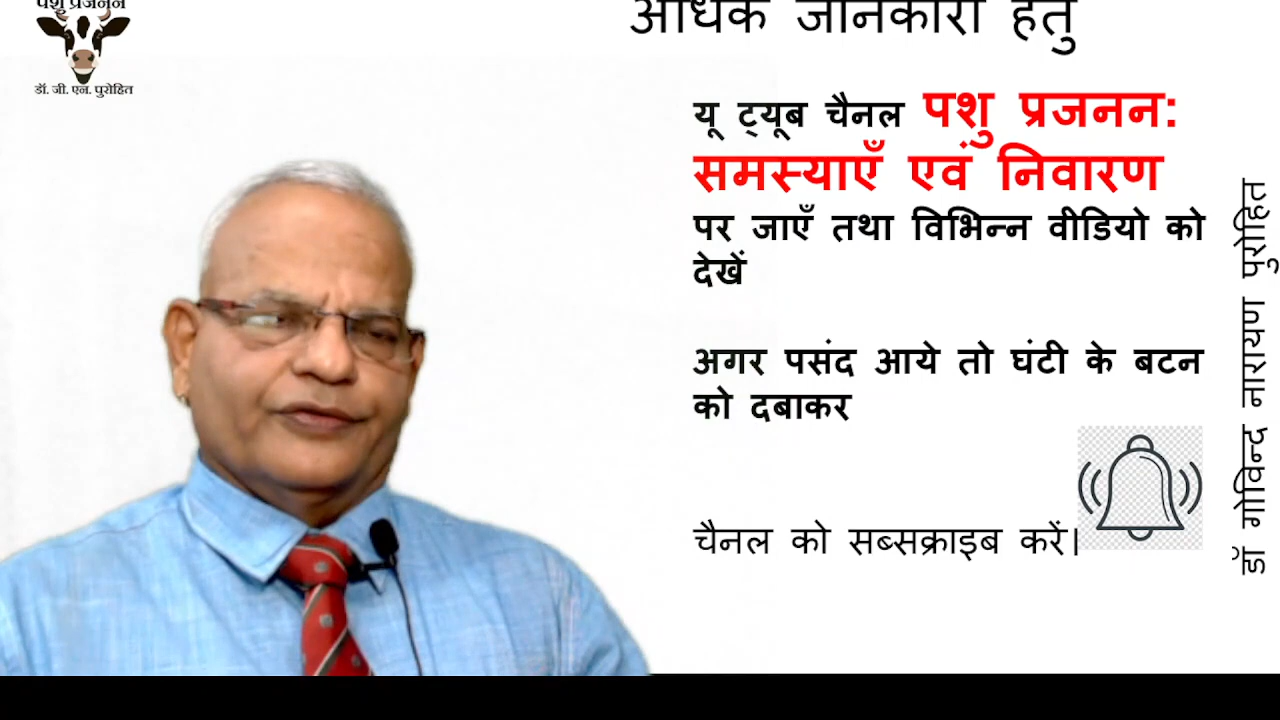 पशु प्रजनन
डॉ. जी. एन. पुरोहित
अधिक जानकारी हेतु
यू ट्यूब चैनल पशु प्रजनन:
समस्याएँ एवं निवारण
पर जाएँ तथा विभिन्न वीडियो को
देखें
अगर पसंद आये तो घंटी के बटन
को दबाकर
चैनल को सब्सक्राइब करें।
डॉ गोविन्द नारायण पुरोहित